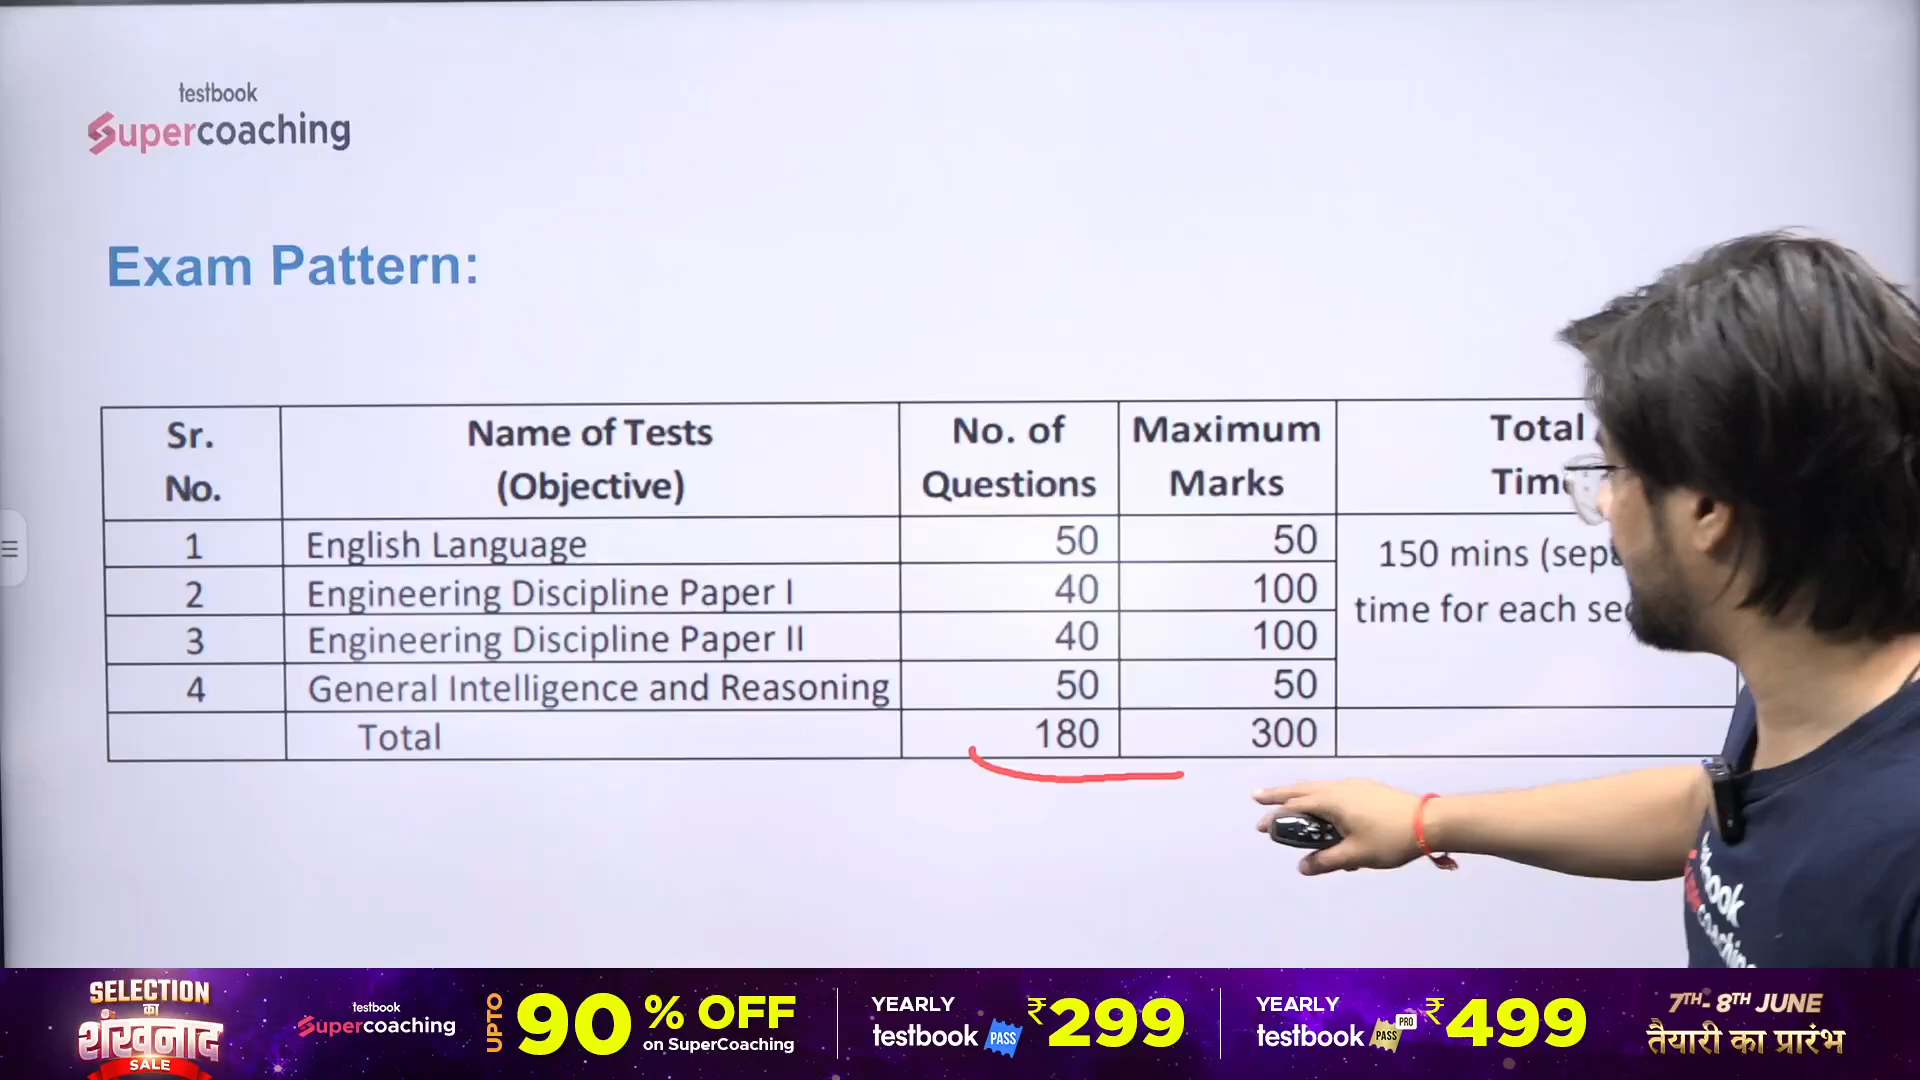 testbook
Supercoaching
Exam Pattern:
Sr. No. Name of Tests (Objective) No. of Questions Maximum Marks Total
1 English Language 50 50 150 mins
2 Engineering Discipline Paper I 40 100 time for each
3 Engineering Discipline Paper II 40 100
4 General Intelligence and Reasoning 50 50
Total 180 300
SELECTION
का
शंखनाद
SALE
testbook
Supercoaching
UPTO 90% OFF
on SuperCoaching
YEARLY
testbook PASS ₹299
YEARLY
testbook PASS PRO ₹499
7TH- 8TH JUNE
तैयारी का प्रारंभ